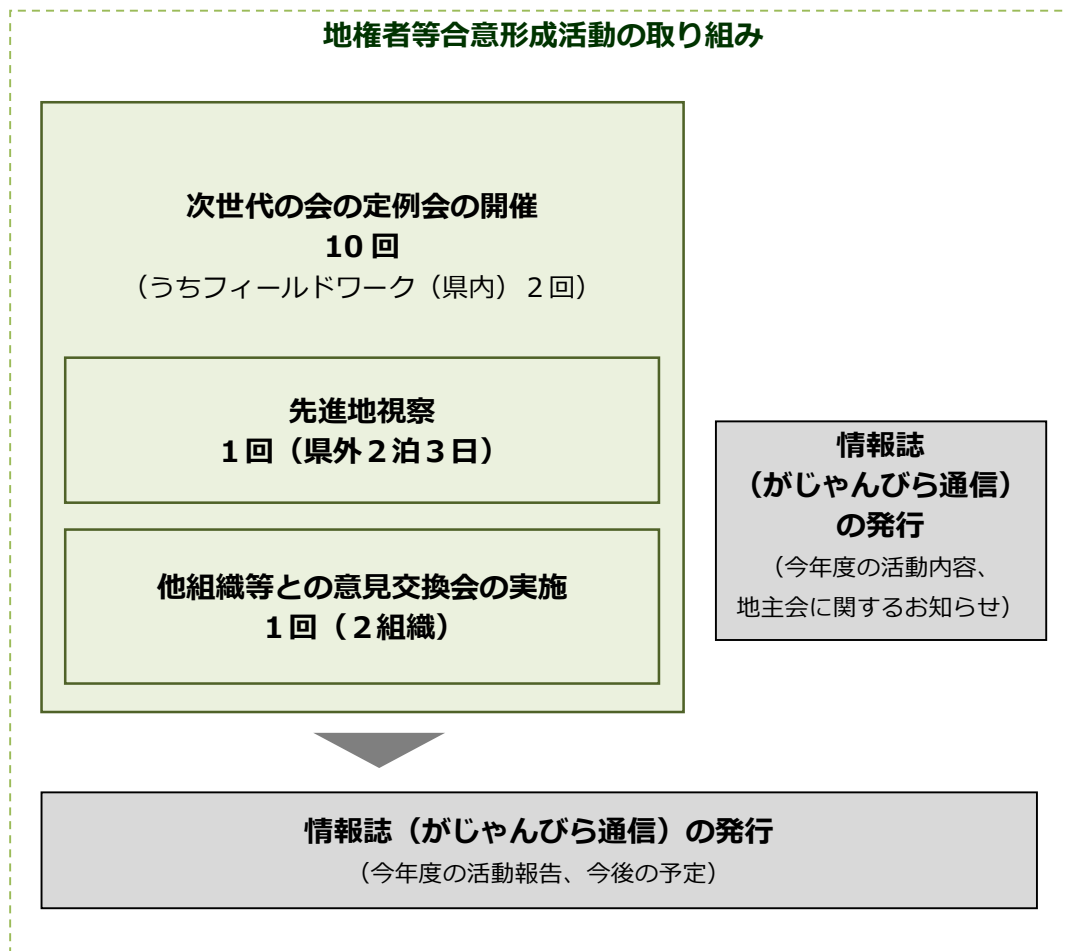 地権者等合意形成活動の取り組み
次世代の会の定例会の開催
10 回
（うちフィールドワーク（県内）２回）
先進地視察
１回（県外２泊３日）
他組織等との意見交換会の実施
１回（２組織）
情報誌
（がじゃんびら通信）
の発行
（今年度の活動内容、
地主会に関するお知らせ）
情報誌（がじゃんびら通信）の発行
（今年度の活動報告、今後の予定）